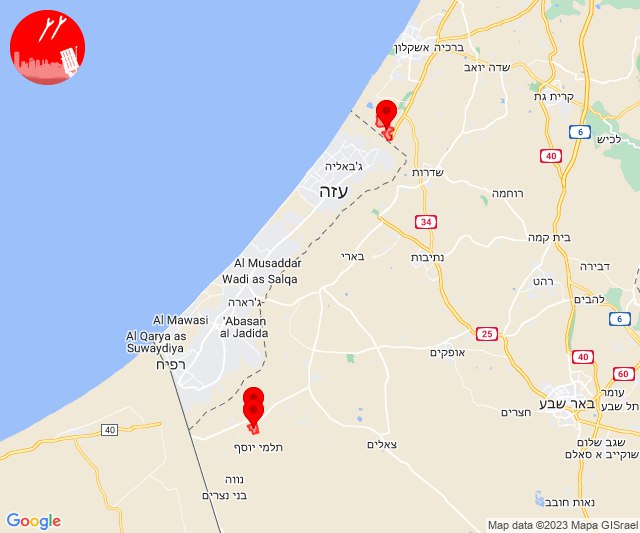 ברכיה
אשקלון
שדה יואב
קרית גת
6
לכיש
40
ג'באליה
עזה
שדרות
רוחמה
34
בית קמה
Al Musaddar
בארי
נתיבות
Wadi as Salqa
דבירה
רהט
ג'רארה
להבים
Al Mawasi
'Abasan
al Jadida
6
25
Al Qarya as
Suwaydiya
אופקים
40
רפיח
60
עומר
תל שבע
באר שבע
חצרים
40
תלמי יוסף
צאלים
שגב שלום
שוקייב א סאלם
נווה
בני נצרים
נאות חובב
Google
Map data ©2023 Mapa GISrael